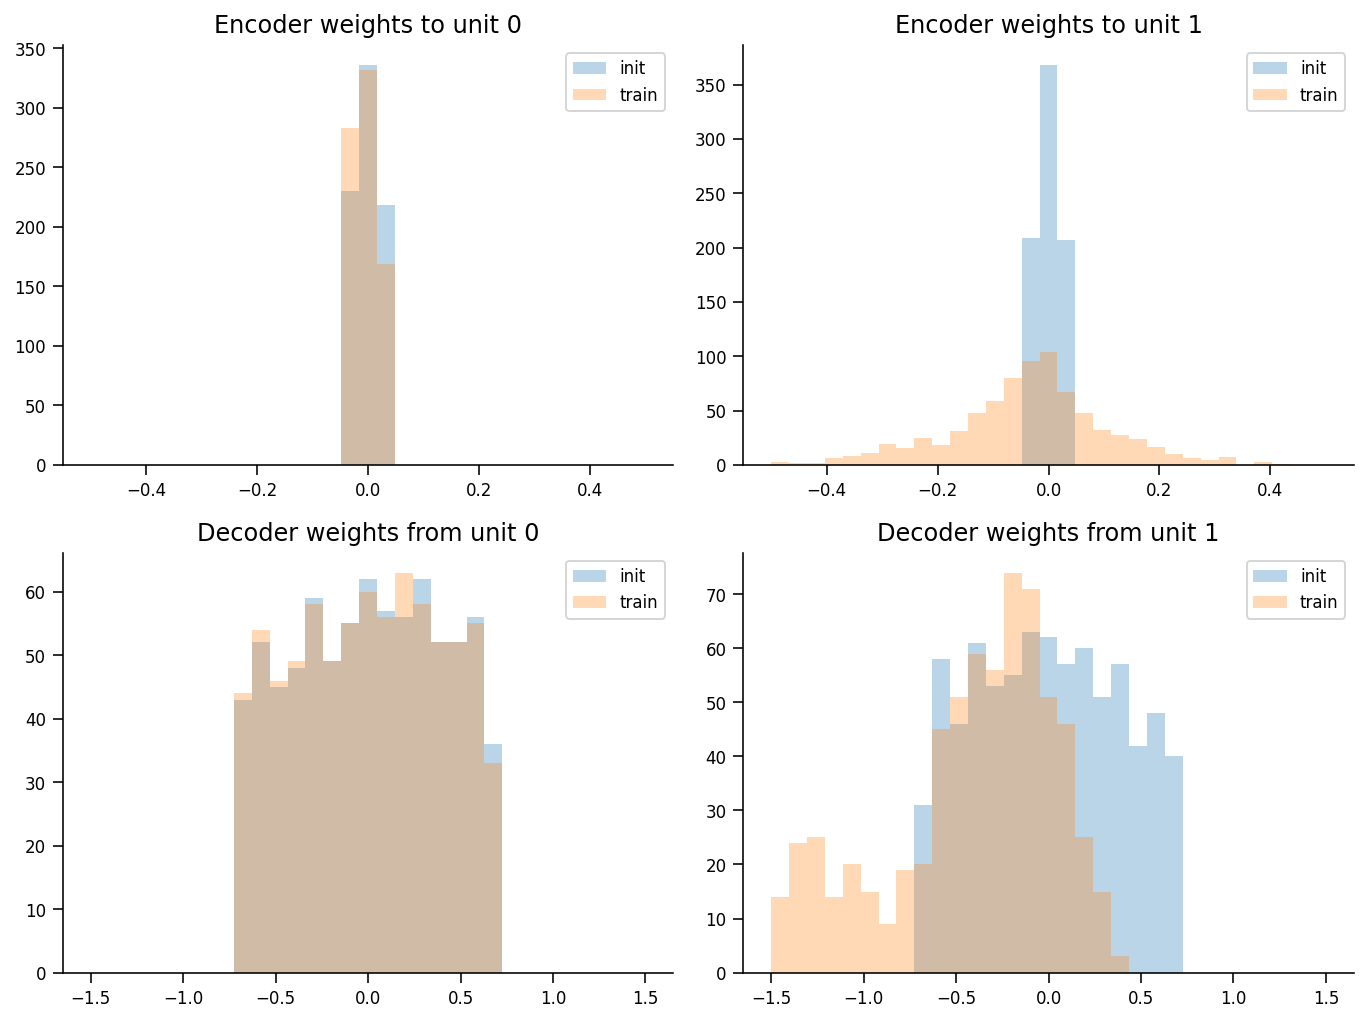 Encoder weights to unit 0
350
300
250
200
150
100
50
0
−0.4 −0.2 0.0 0.2 0.4
init
train
Encoder weights to unit 1
350
300
250
200
150
100
50
0
−0.4 −0.2 0.0 0.2 0.4
init
train
Decoder weights from unit 0
60
50
40
30
20
10
0
−1.5 −1.0 −0.5 0.0 0.5 1.0 1.5
init
train
Decoder weights from unit 1
70
60
50
40
30
20
10
0
−1.5 −1.0 −0.5 0.0 0.5 1.0 1.5
init
train